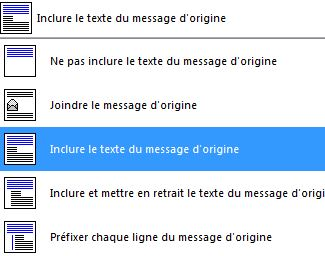 Inclure le texte du message d'origine
Ne pas inclure le texte du message d'origine
Joindre le message d'origine
Inclure le texte du message d'origine
Inclure et mettre en retrait le texte du message d'origi
Préfixer chaque ligne du message d'origine